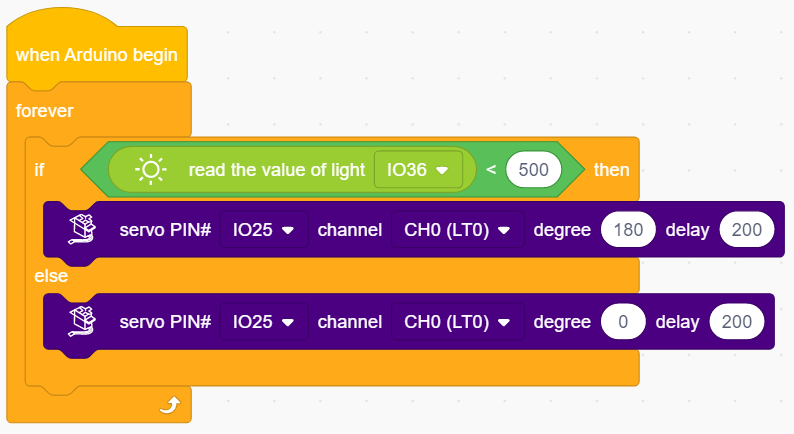 when Arduino begin
forever
if read the value of light IO36 < 500 then
servo PIN# IO25 channel CH0 (LT0) degree 180 delay 200
else
servo PIN# IO25 channel CH0 (LT0) degree 0 delay 200